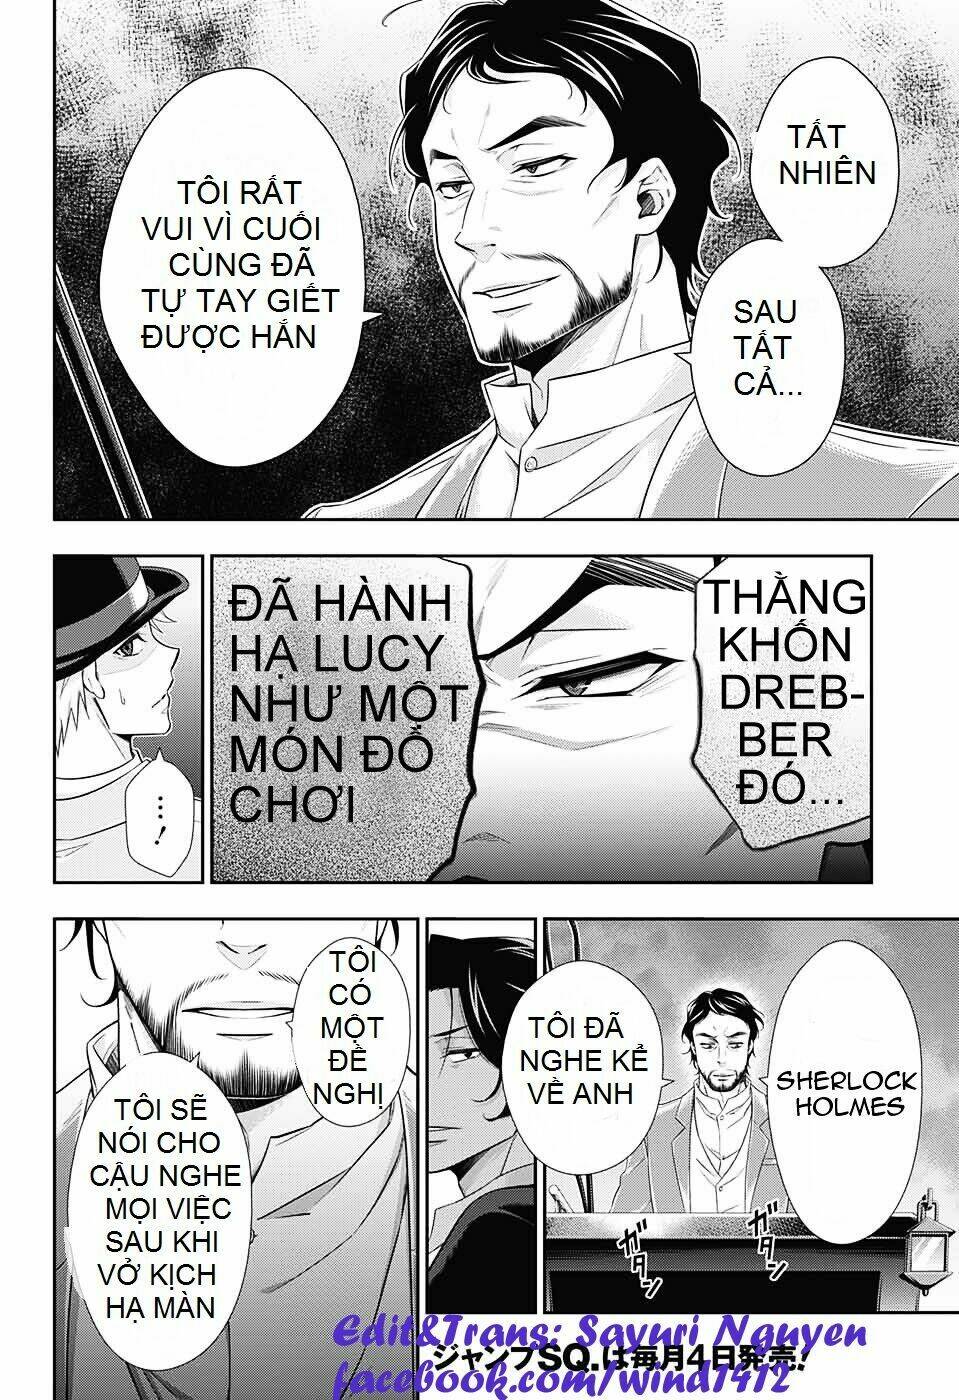 TẤT
NHIÊN
SAU
TẤT
CẢ...
TÔI RẤT
VUI VÌ CUỐI
CÙNG ĐÃ
TỰ TAY GIẾT
ĐƯỢC HẮN
THẰNG
KHỐN
DREB-
BER
ĐÓ...
ĐÃ HÀNH
HẠ LUCY
NHƯ MỘT
MÓN ĐỒ
CHƠI
…!
SHERLOCK
HOLMES
TÔI ĐÃ
NGHE KỂ
VỀ ANH
ガタン
ガタン
TÔI
CÓ
MỘT
ĐỀ
NGHỊ
TÔI SẼ
NÓI CHO
CẬU NGHE
MỌI VIỆC
SAU KHI
VỞ KỊCH
HẠ MÀN
Edit&Trans: Sayuri Nguyen
ジャンプSQ.は毎月4日発売!
facebook.com/wind1412